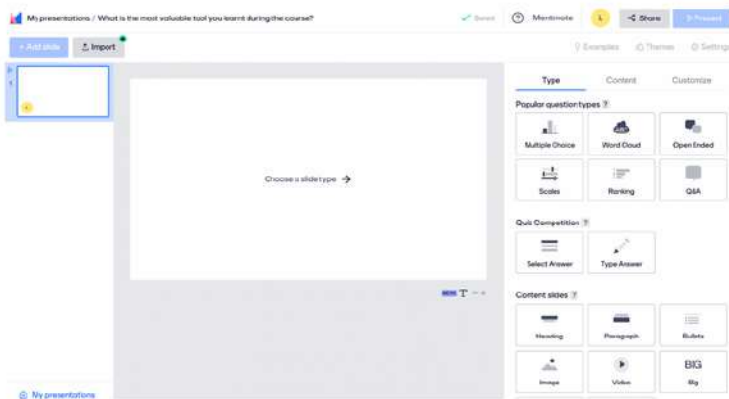 My presentations / What is the most valuable tool you learnt during the course?
Saved
Mentimote
L
Share
Present
+ Add slide
Import
Examples
Themes
Settings
1
L
Choose a slide type →
T
Type
Content
Customize
Popular question types ?
Multiple Choice
Word Cloud
Open Ended
Scales
Ranking
Q&A
Quiz Competition ?
Select Answer
Type Answer
Content slides ?
Heading
Paragraph
Bullets
Image
Video
BIG
Big
My presentations